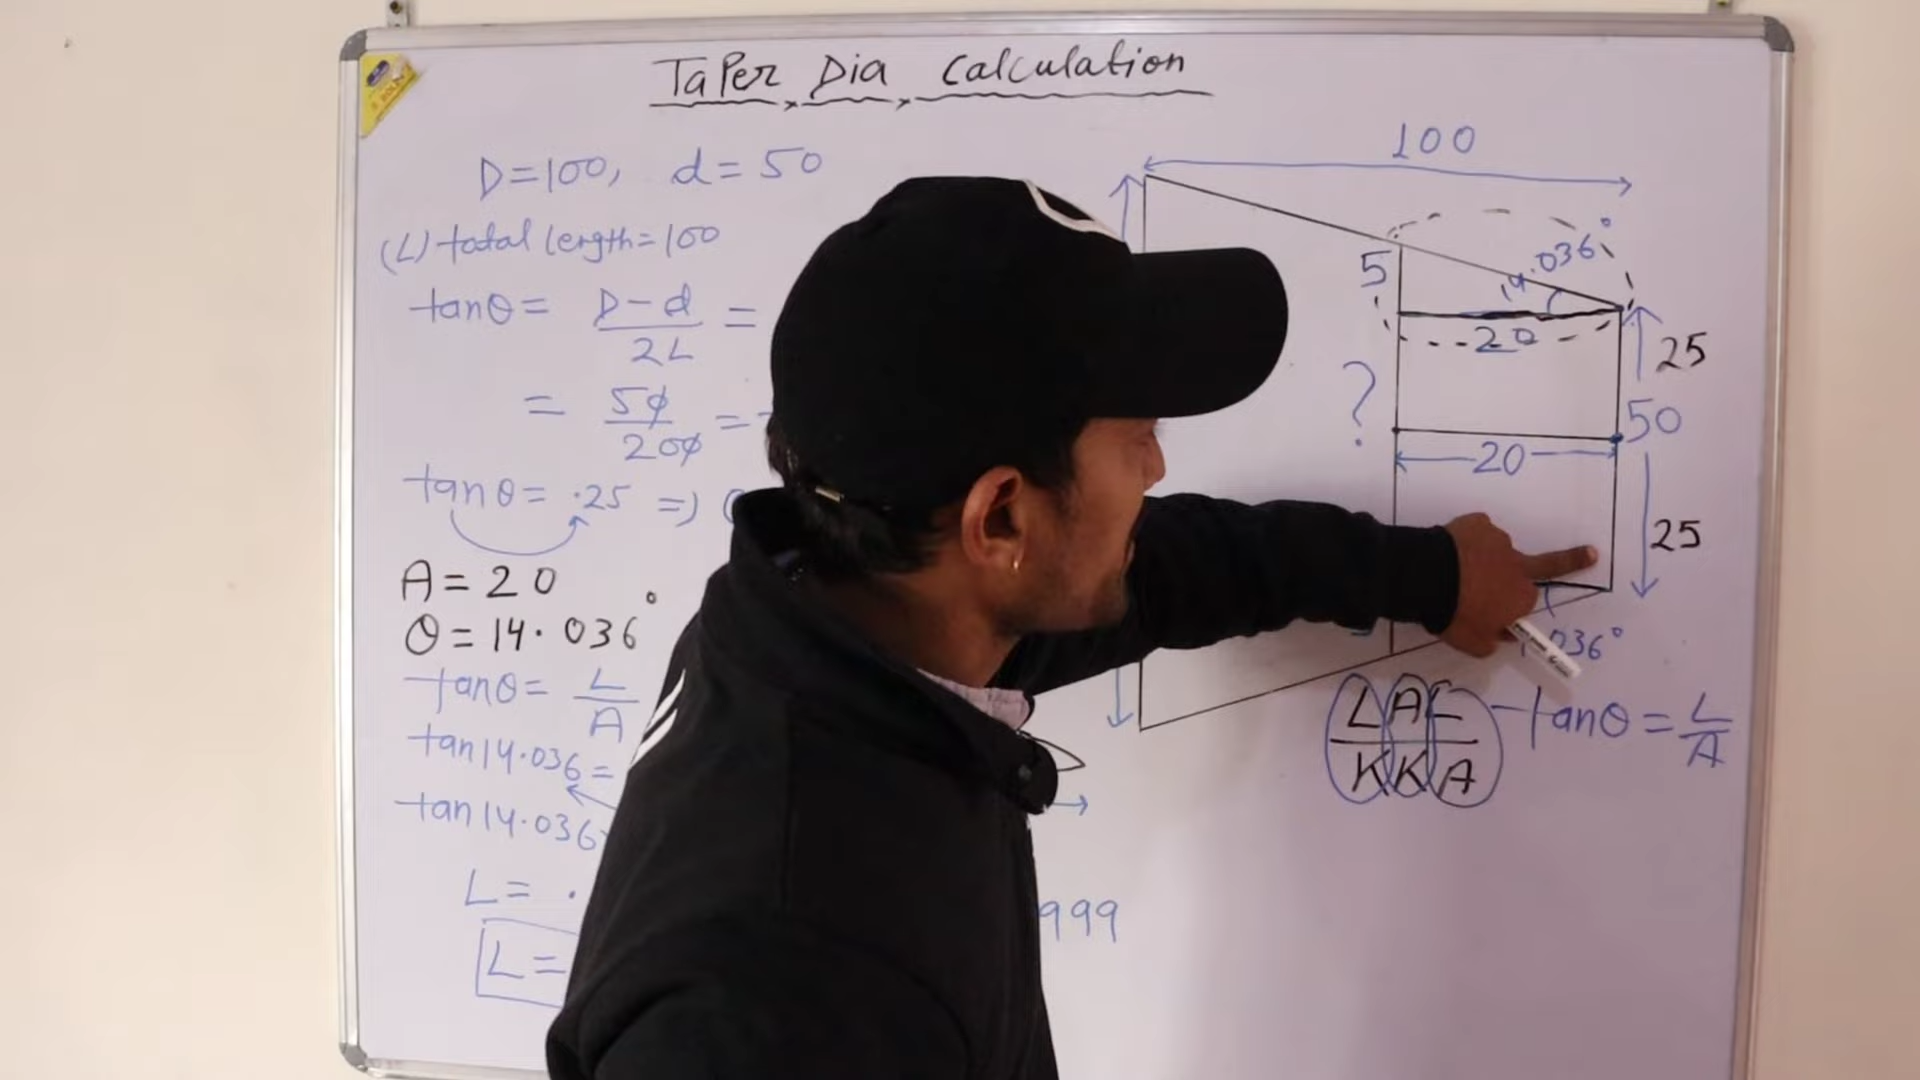 Taper Dia Calculation
D=100, d=50
(L) total length=100
tanθ= D-d / 2L =
= 50 / 200 =
tanθ= .25 =)
A=20
θ=14.036°
tanθ= L / A
tan14.036=
tan14.036
L= .
L=
999
100
5
14.036°
20
25
?
50
20
25
036°
LAL / KKA
tanθ = L / A